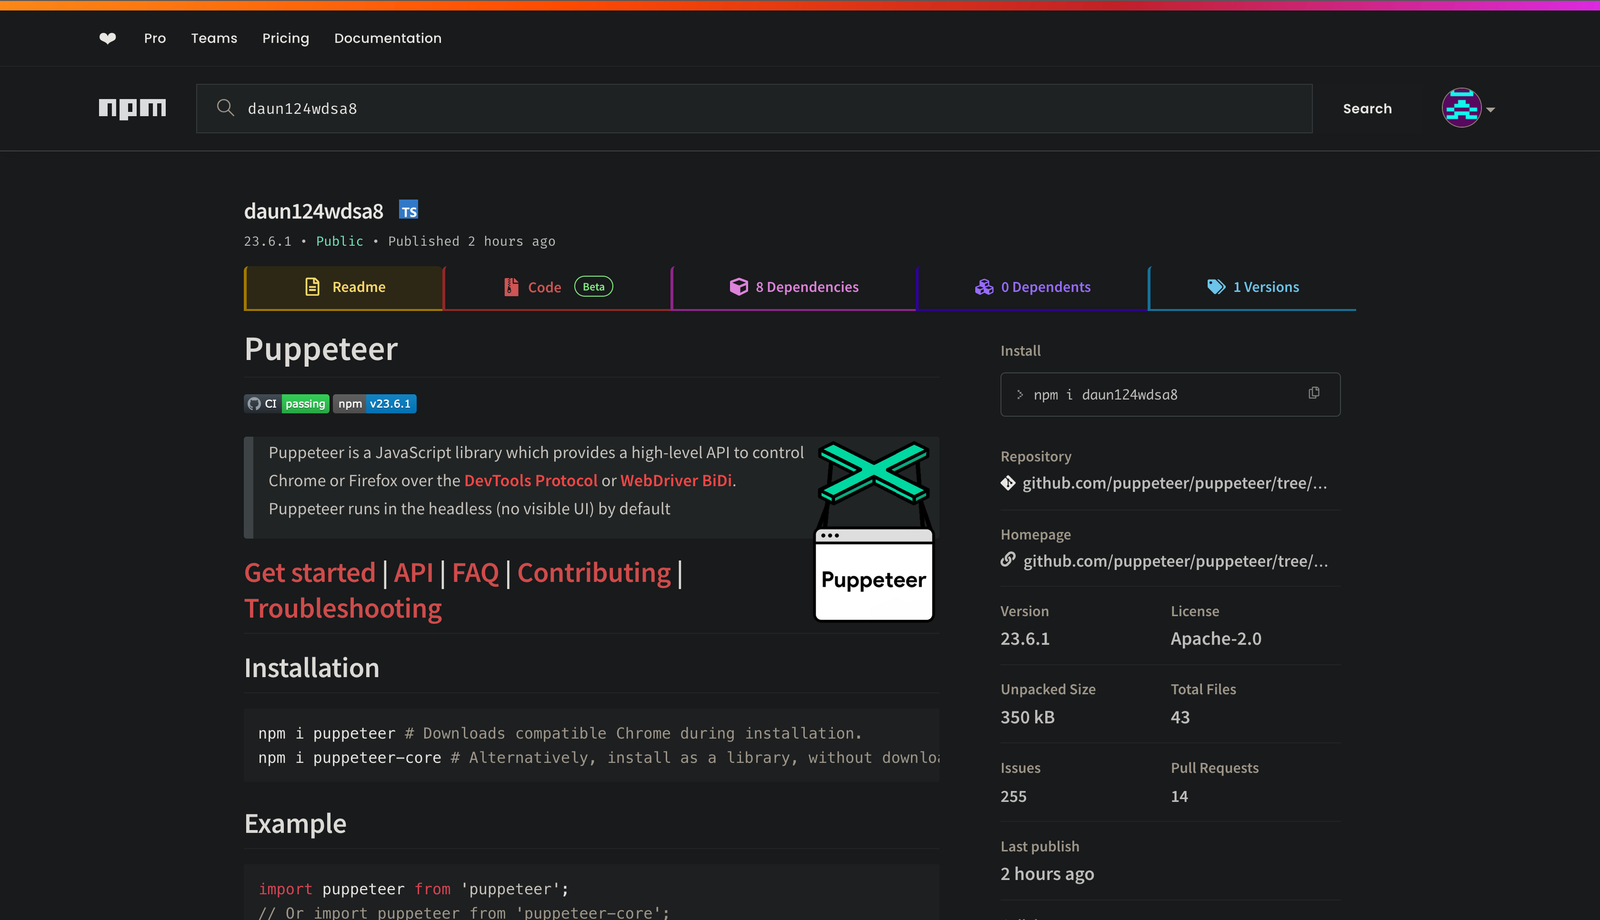 ❤ Pro Teams Pricing Documentation
npm daun124wdsa8 Search
daun124wdsa8 TS
23.6.1 • Public • Published 2 hours ago
Readme Code Beta 8 Dependencies 0 Dependents 1 Versions
Puppeteer
CI passing npm v23.6.1
Puppeteer is a JavaScript library which provides a high-level API to control
Chrome or Firefox over the DevTools Protocol or WebDriver BiDi.
Puppeteer runs in the headless (no visible UI) by default
Puppeteer
Get started | API | FAQ | Contributing |
Troubleshooting
Installation
npm i puppeteer # Downloads compatible Chrome during installation.
npm i puppeteer-core # Alternatively, install as a library, without downloa
Example
import puppeteer from 'puppeteer';
// Or import puppeteer from 'puppeteer-core';
Install
> npm i daun124wdsa8
Repository
github.com/puppeteer/puppeteer/tree/...
Homepage
github.com/puppeteer/puppeteer/tree/...
Version License
23.6.1 Apache-2.0
Unpacked Size Total Files
350 kB 43
Issues Pull Requests
255 14
Last publish
2 hours ago